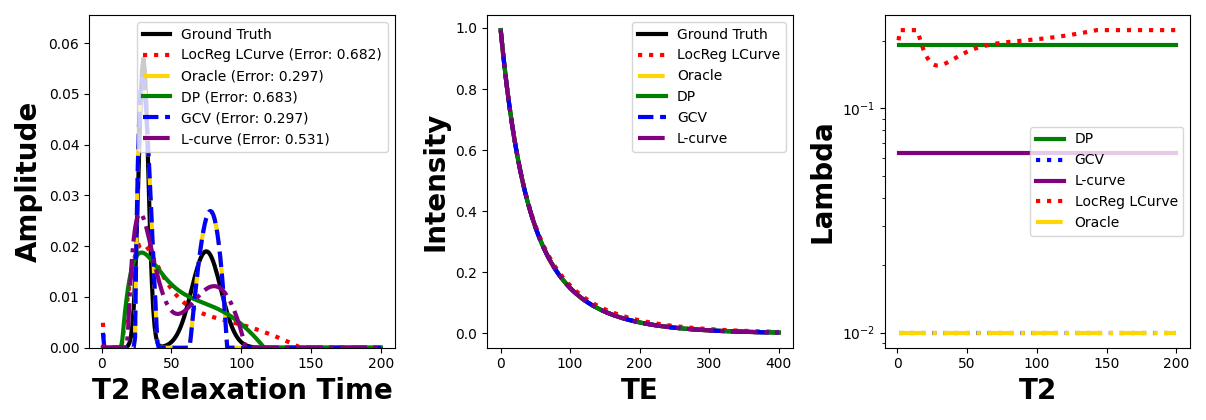 Amplitude
0.06
0.05
0.04
0.03
0.02
0.01
0.00
Ground Truth
LocReg LCurve (Error: 0.682)
Oracle (Error: 0.297)
DP (Error: 0.683)
GCV (Error: 0.297)
L-curve (Error: 0.531)
0 50 100 150 200
T2 Relaxation Time
Intensity
1.0
0.8
0.6
0.4
0.2
0.0
Ground Truth
LocReg LCurve
Oracle
DP
GCV
L-curve
0 100 200 300 400
TE
Lambda
10⁻¹
10⁻²
DP
GCV
L-curve
LocReg LCurve
Oracle
0 50 100 150 200
T2